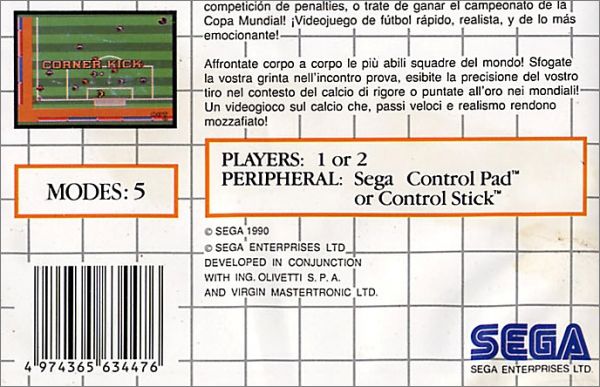 competición de penalties, o trate de ganar el campeonato de la
Copa Mundial! ¡Videojuego de fútbol rápido, realista, y de lo más
emocionante!
CORNER KICK
Affrontate corpo a corpo le più abili squadre del mondo! Sfogate
la vostra grinta nell'incontro prova, esibite la precisione del vostro
tiro nel contesto del calcio di rigore o puntate all'oro nei mondiali!
Un videogioco sul calcio che, passi veloci e realismo rendono
mozzafiato!
MODES: 5
PLAYERS: 1 or 2
PERIPHERAL: Sega Control Pad™
or Control Stick™
© SEGA 1990
© SEGA ENTERPRISES LTD
DEVELOPED IN CONJUNCTION
WITH ING. OLIVETTI S. P. A.
AND VIRGIN MASTERTRONIC LTD.
4 974365 634476
SEGA
SEGA ENTERPRISES LTD.